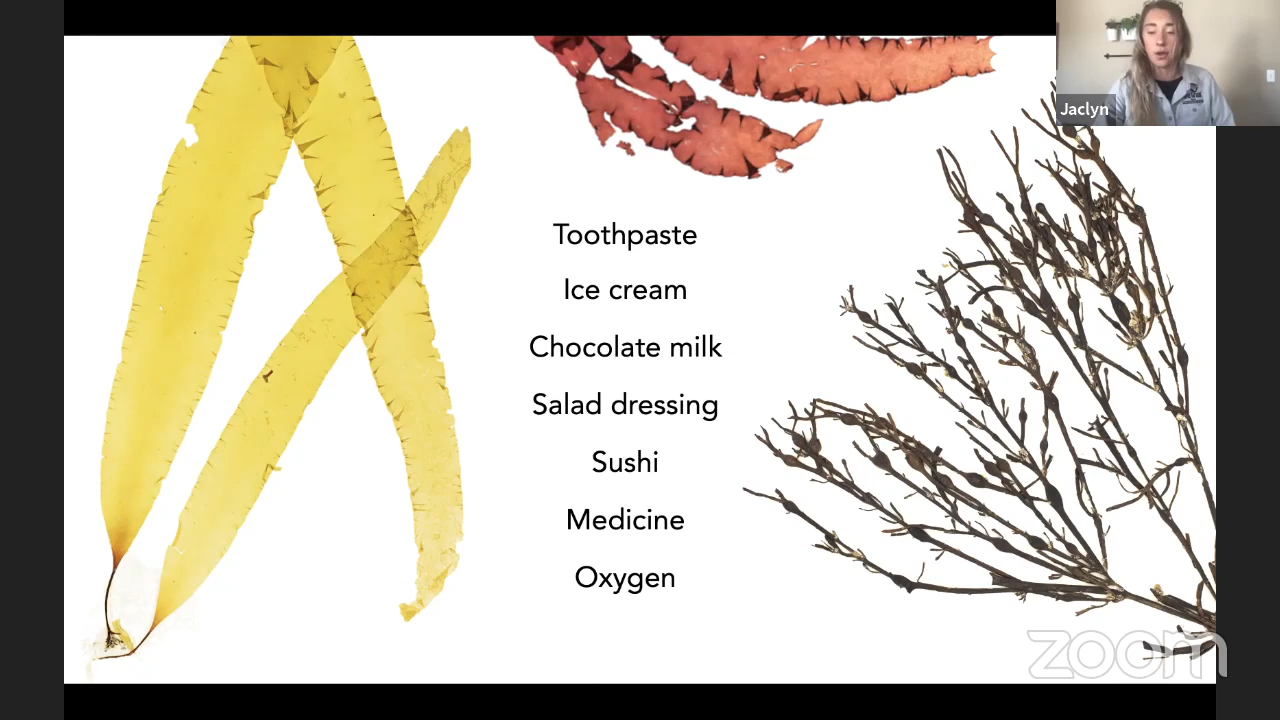 Jaclyn
Toothpaste
Ice cream
Chocolate milk
Salad dressing
Sushi
Medicine
Oxygen
zoom